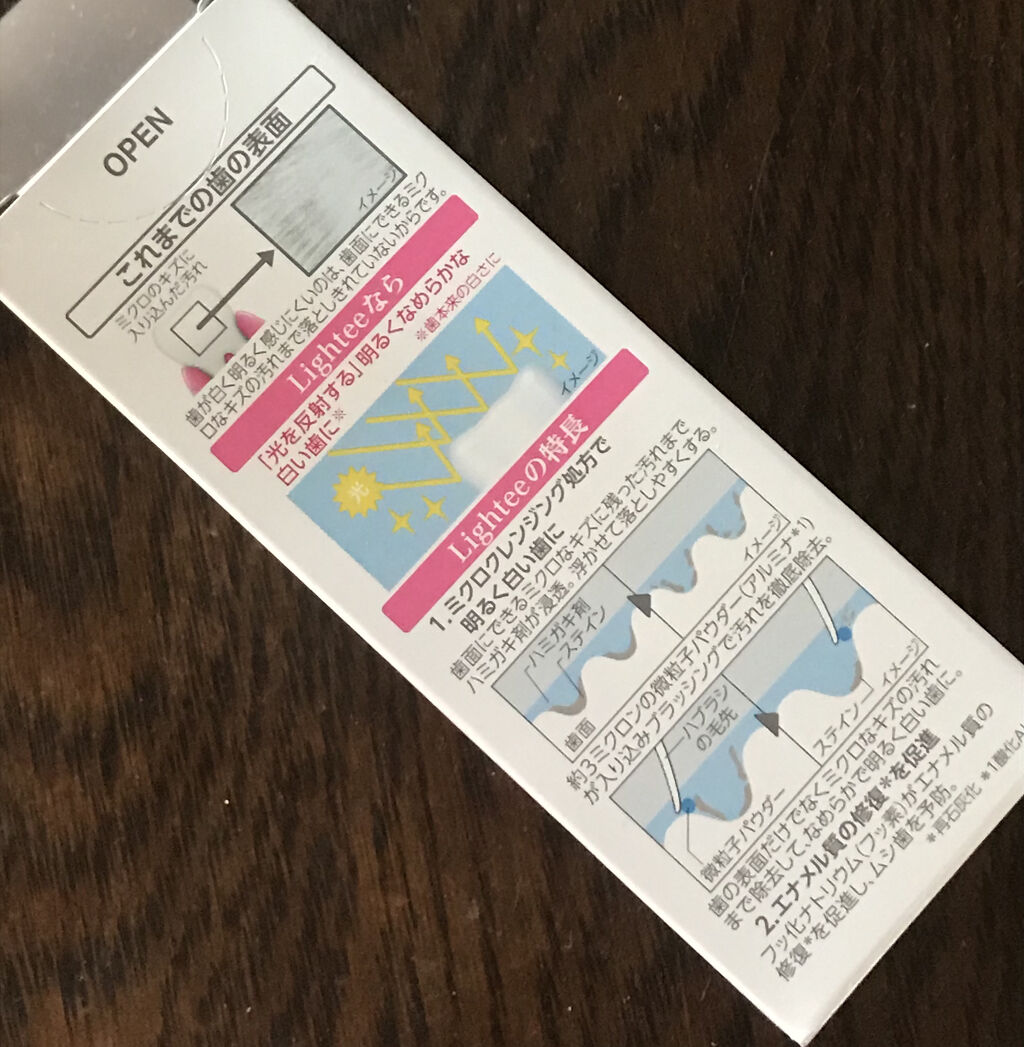 OPEN
これまでの歯の表面
ミクロのキズに
入り込んだ汚れ
イメージ
歯が白く明るく感じにくいのは、歯面にできるミク
ロなキズの汚れまで落としきれていないからです。
Lighteeなら
「光を反射する」明るくなめらかな
白い歯に※
※歯本来の白さに
光
イメージ
Lighteeの特長
1.ミクロクレンジング処方で
明るく白い歯に
歯面にできるミクロなキズに残った汚れまで
ハミガキ剤が浸透。浮かせて落としやすくする。
ハミガキ剤
ステイン
歯面
イメージ
約3ミクロンの微粒子パウダー(アルミナ*1)
が入り込みブラッシングで汚れを徹底除去。
ハブラシ
の毛先
微粒子パウダー
ステイン
イメージ
歯の表面だけでなくミクロなキズの汚れ
まで除去して、なめらかで明るく白い歯に。
2.エナメル質の修復*を促進
フッ化ナトリウム(フッ素)がエナメル質の
修復*を促進し、ムシ歯を予防。
*再石灰化 *1酸化A